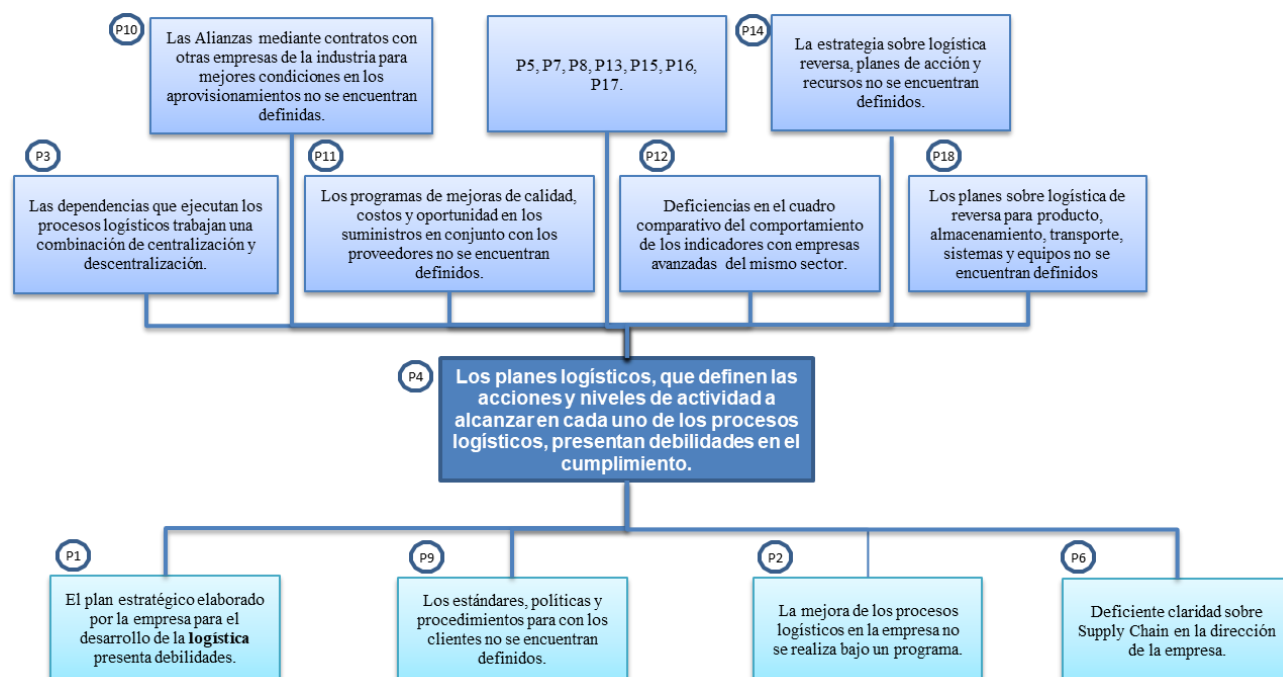 P10
Las Alianzas mediante contratos con
otras empresas de la industria para
mejores condiciones en los
aprovisionamientos no se encuentran
definidas.
P5, P7, P8, P13, P15, P16,
P17.
P14
La estrategia sobre logística
reversa, planes de acción y
recursos no se encuentran
definidos.
P3
Las dependencias que ejecutan los
procesos logísticos trabajan una
combinación de centralización y
descentralización.
P11
Los programas de mejoras de calidad,
costos y oportunidad en los
suministros en conjunto con los
proveedores no se encuentran
definidos.
P12
Deficiencias en el cuadro
comparativo del comportamiento
de los indicadores con empresas
avanzadas del mismo sector.
P18
Los planes sobre logística de
reversa para producto,
almacenamiento, transporte,
sistemas y equipos no se
encuentran definidos
P4
Los planes logísticos, que definen las
acciones y niveles de actividad a
alcanzar en cada uno de los procesos
logísticos, presentan debilidades en el
cumplimiento.
P1
El plan estratégico elaborado
por la empresa para el
desarrollo de la logística
presenta debilidades.
P9
Los estándares, políticas y
procedimientos para con los
clientes no se encuentran
definidos.
P2
La mejora de los procesos
logísticos en la empresa no
se realiza bajo un programa.
P6
Deficiente claridad sobre
Supply Chain en la dirección
de la empresa.